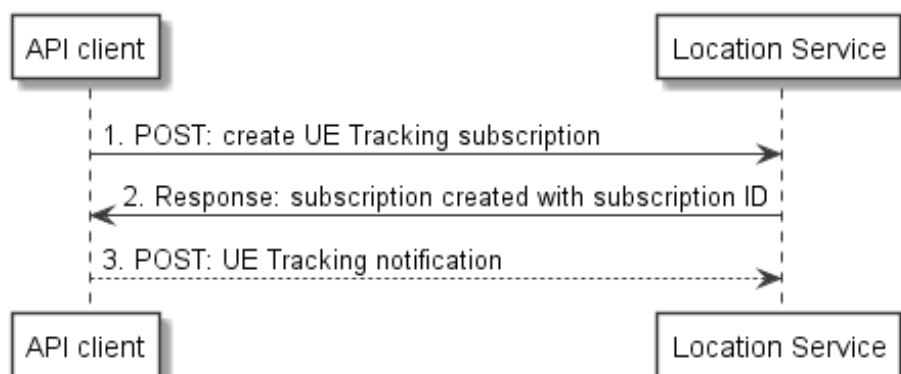 API client
Location Service
1. POST: create UE Tracking subscription
2. Response: subscription created with subscription ID
3. POST: UE Tracking notification
API client
Location Service